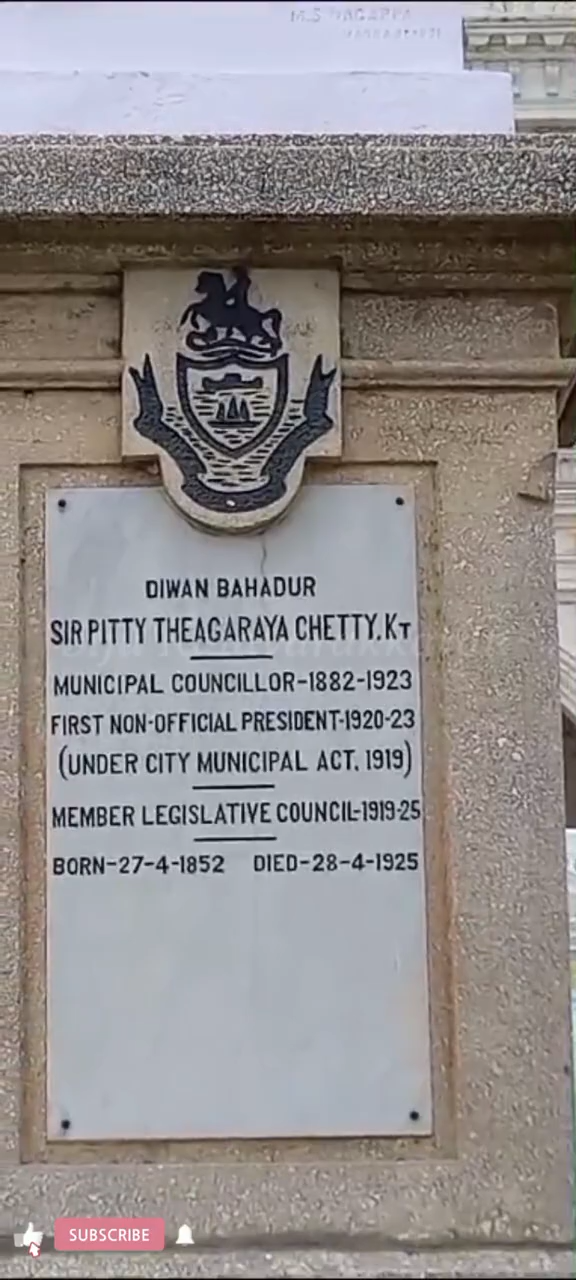 M.S NAGAPPA
DIWAN BAHADUR
SIR PITTY THEAGARAYA CHETTY, KT
MUNICIPAL COUNCILLOR-1882-1923
FIRST NON-OFFICIAL PRESIDENT-1920-23
(UNDER CITY MUNICIPAL ACT, 1919)
MEMBER LEGISLATIVE COUNCIL-1919-25
BORN-27-4-1852 DIED-28-4-1925
SUBSCRIBE